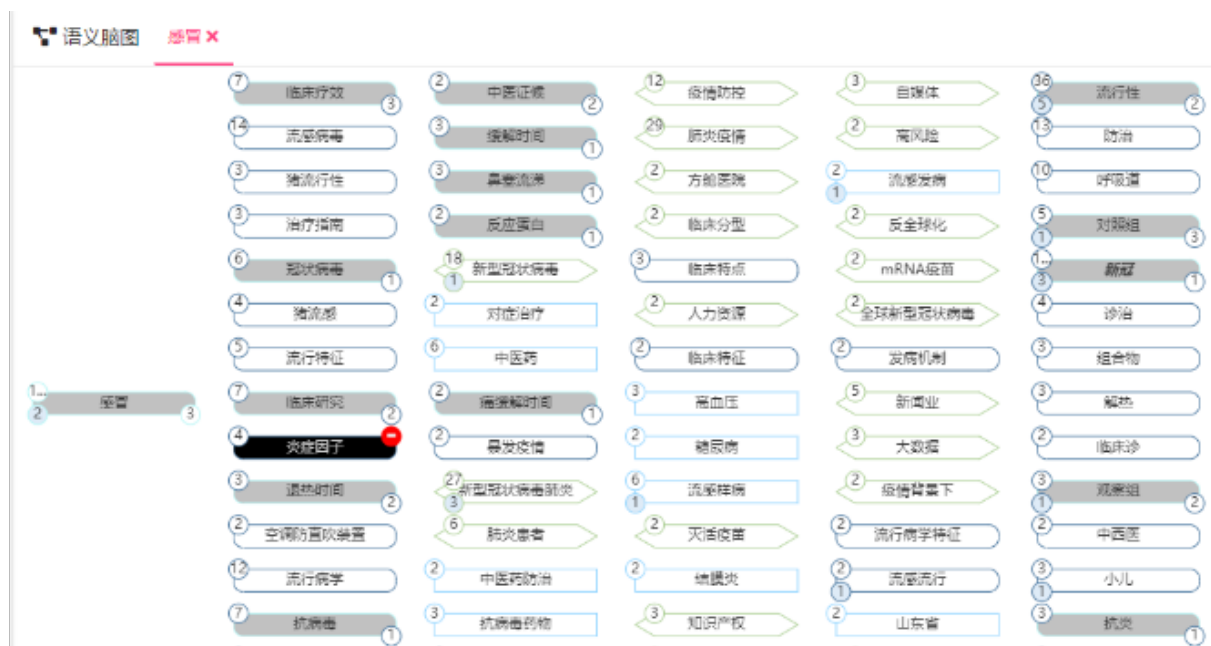 语义脑图 感冒 ×
7 临床疗效 3 2 中医证候 2 12 疫情防控 3 自媒体 36 5 流行性 2
14 流感病毒 3 缓解时间 1 29 肺炎疫情 2 高风险 13 防治
3 猪流行性 3 鼻塞流涕 1 2 方舱医院 2 1 流感发病 10 呼吸道
3 治疗指南 2 反应蛋白 1 2 临床分型 2 反全球化 5 1 对照组 3
6 冠状病毒 1 18 1 新型冠状病毒 3 临床特点 2 mRNA疫苗 1... 3 新冠 1
4 猪流感 2 对症治疗 2 人力资源 2 全球新型冠状病毒 4 诊治
5 流行特征 6 中医药 2 临床特征 2 发病机制 3 组合物
1... 2 感冒 3 7 临床研究 2 2 痛缓解时间 1 3 高血压 5 新闻业 3 解热
4 炎症因子 2 暴发疫情 2 糖尿病 3 大数据 2 临床诊
3 退热时间 2 27 3 新型冠状病毒肺炎 6 1 流感样病 2 疫情背景下 3 1 观察组 2
2 空调防直吹装置 6 肺炎患者 2 灭活疫苗 2 流行病学特征 2 中西医
12 流行病学 2 中医药防治 2 结膜炎 2 1 流感流行 3 1 小儿
7 抗病毒 1 3 抗病毒药物 3 知识产权 2 山东省 3 抗炎 1